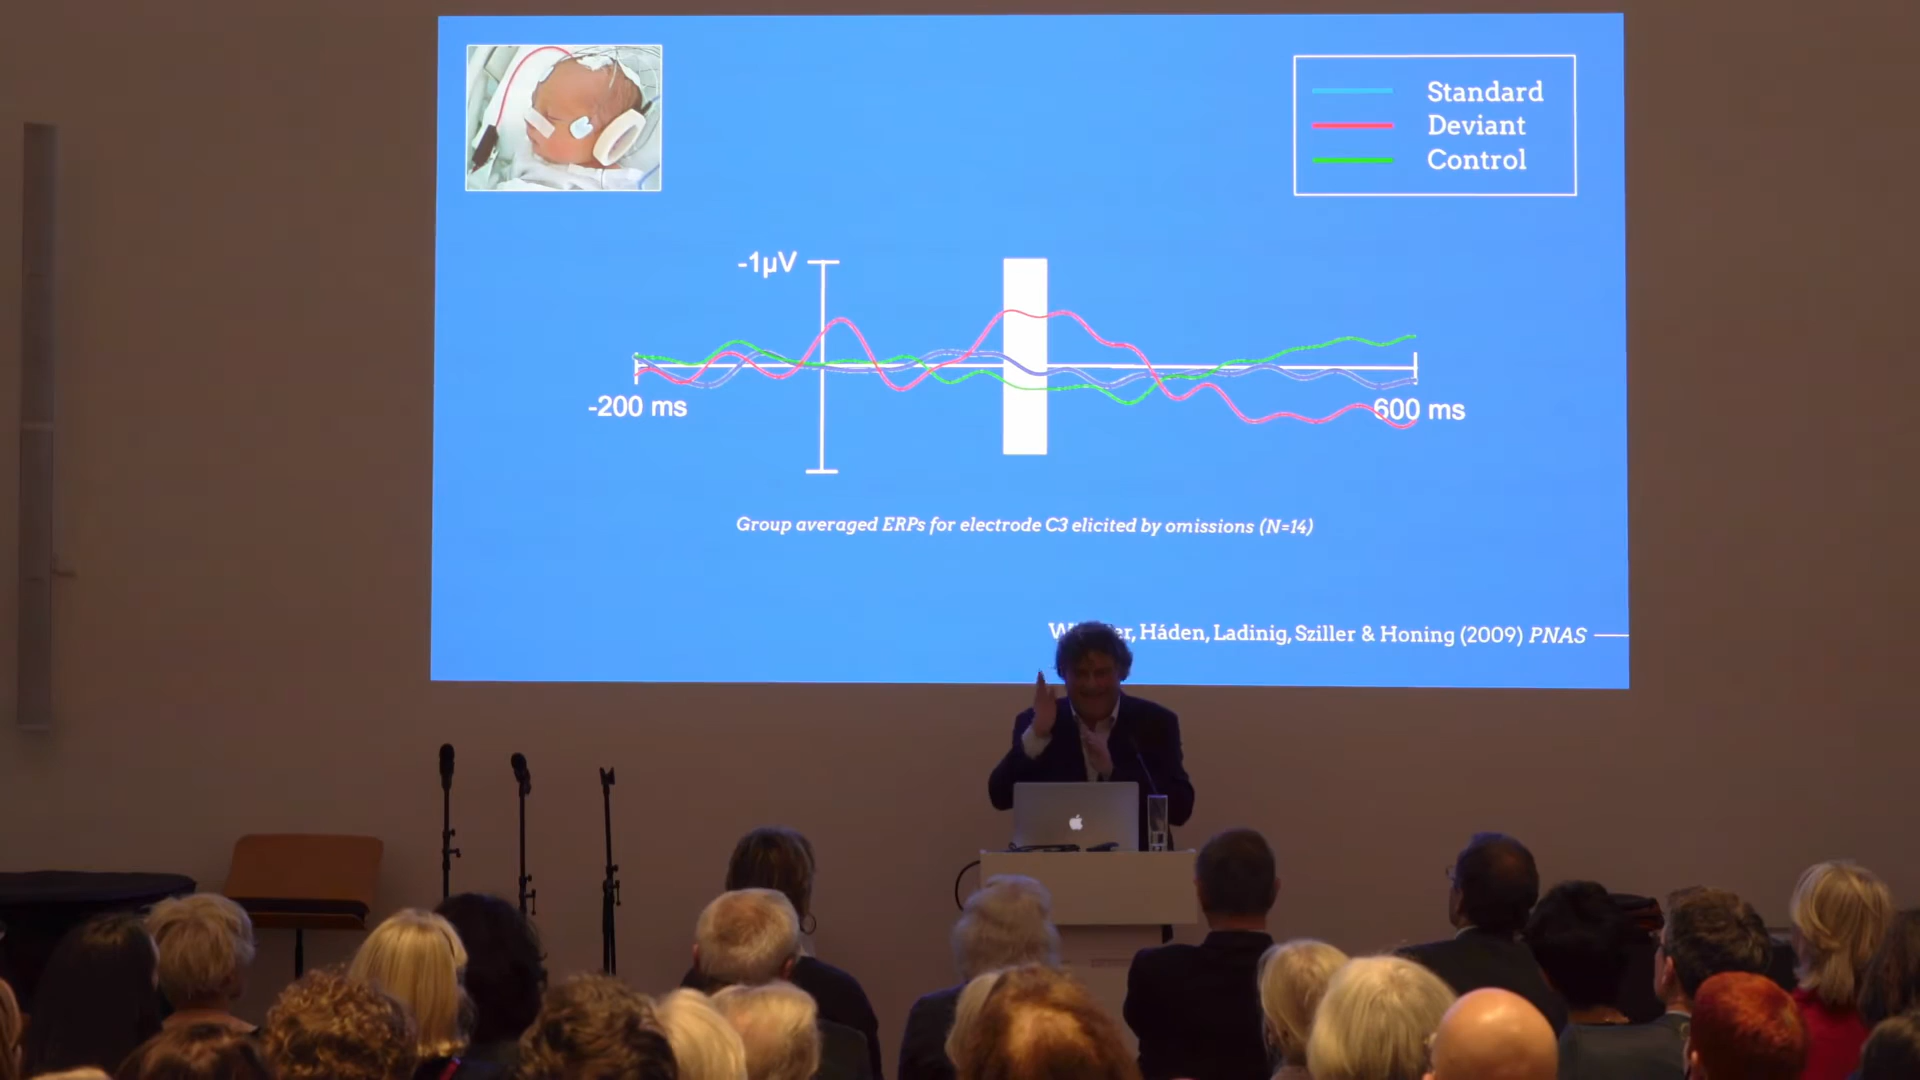 Standard
Deviant
Control
-1µV
-200 ms
600 ms
Group averaged ERPs for electrode C3 elicited by omissions (N=14)
Háden, Ladinig, Sziller & Honing (2009) PNAS